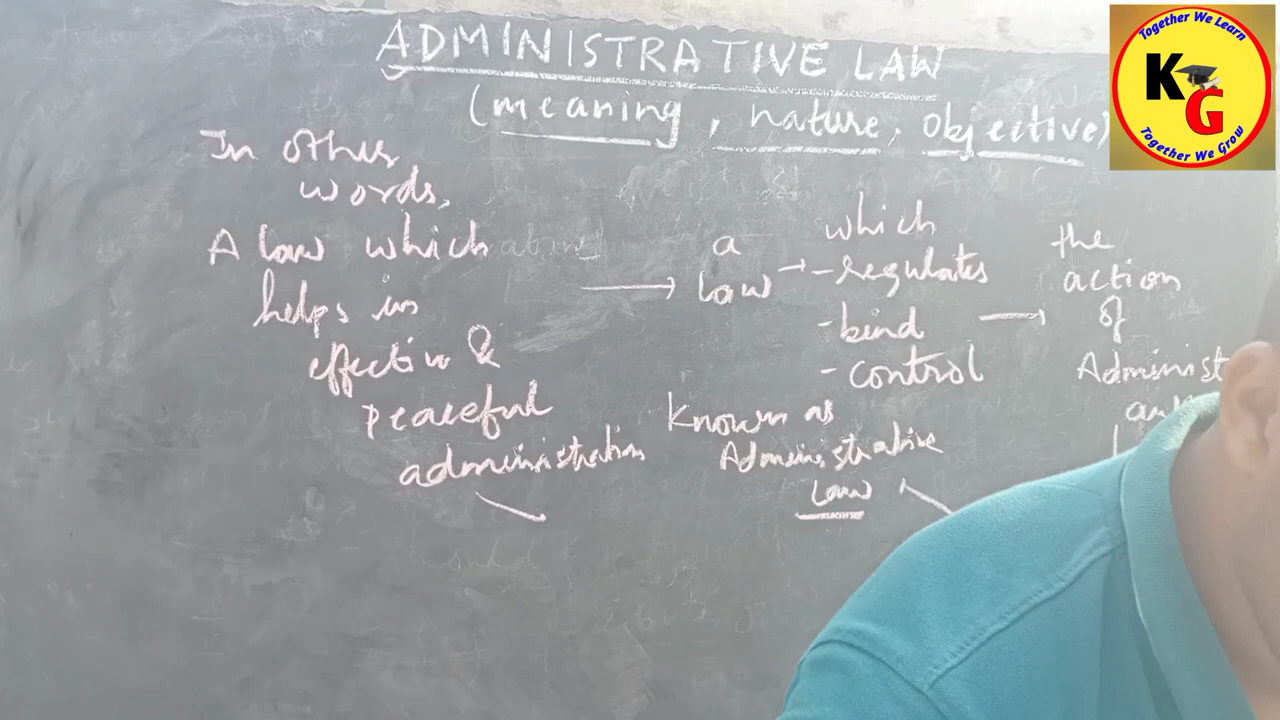 ADMINISTRATIVE LAW
(meaning, nature, objective)
In other
words,
A law which
helps in
effective &
peaceful
administration
a
law
which
- regulates
- bind
- control
the
action
of
Administ
Known as
Administrative
Law
Together We Learn
KG
Together We Grow